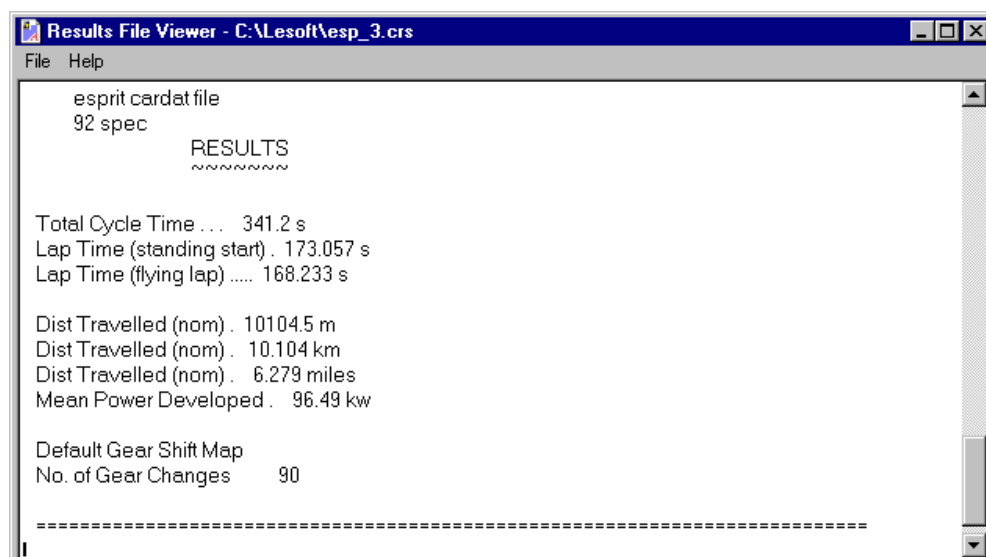 Results File Viewer - C:\Lesoft\esp_3.crs
File Help
esprit cardat file
92 spec
RESULTS
~~~~~~~
Total Cycle Time . . . 341.2 s
Lap Time (standing start) . 173.057 s
Lap Time (flying lap) ..... 168.233 s
Dist Travelled (nom) . 10104.5 m
Dist Travelled (nom) . 10.104 km
Dist Travelled (nom) . 6.279 miles
Mean Power Developed . 96.49 kw
Default Gear Shift Map
No. of Gear Changes 90
============================================================================